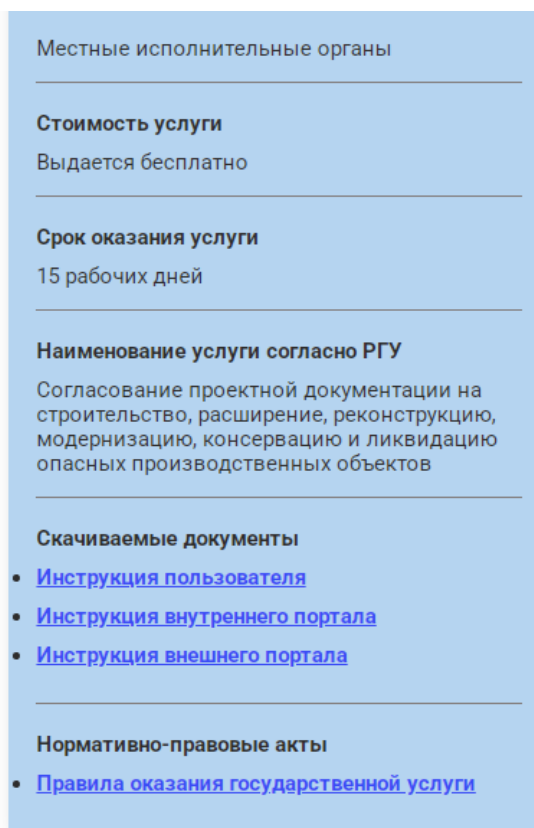 Местные исполнительные органы
Стоимость услуги
Выдается бесплатно
Срок оказания услуги
15 рабочих дней
Наименование услуги согласно РГУ
Согласование проектной документации на
строительство, расширение, реконструкцию,
модернизацию, консервацию и ликвидацию
опасных производственных объектов
Скачиваемые документы
Инструкция пользователя
Инструкция внутреннего портала
Инструкция внешнего портала
Нормативно-правовые акты
Правила оказания государственной услуги